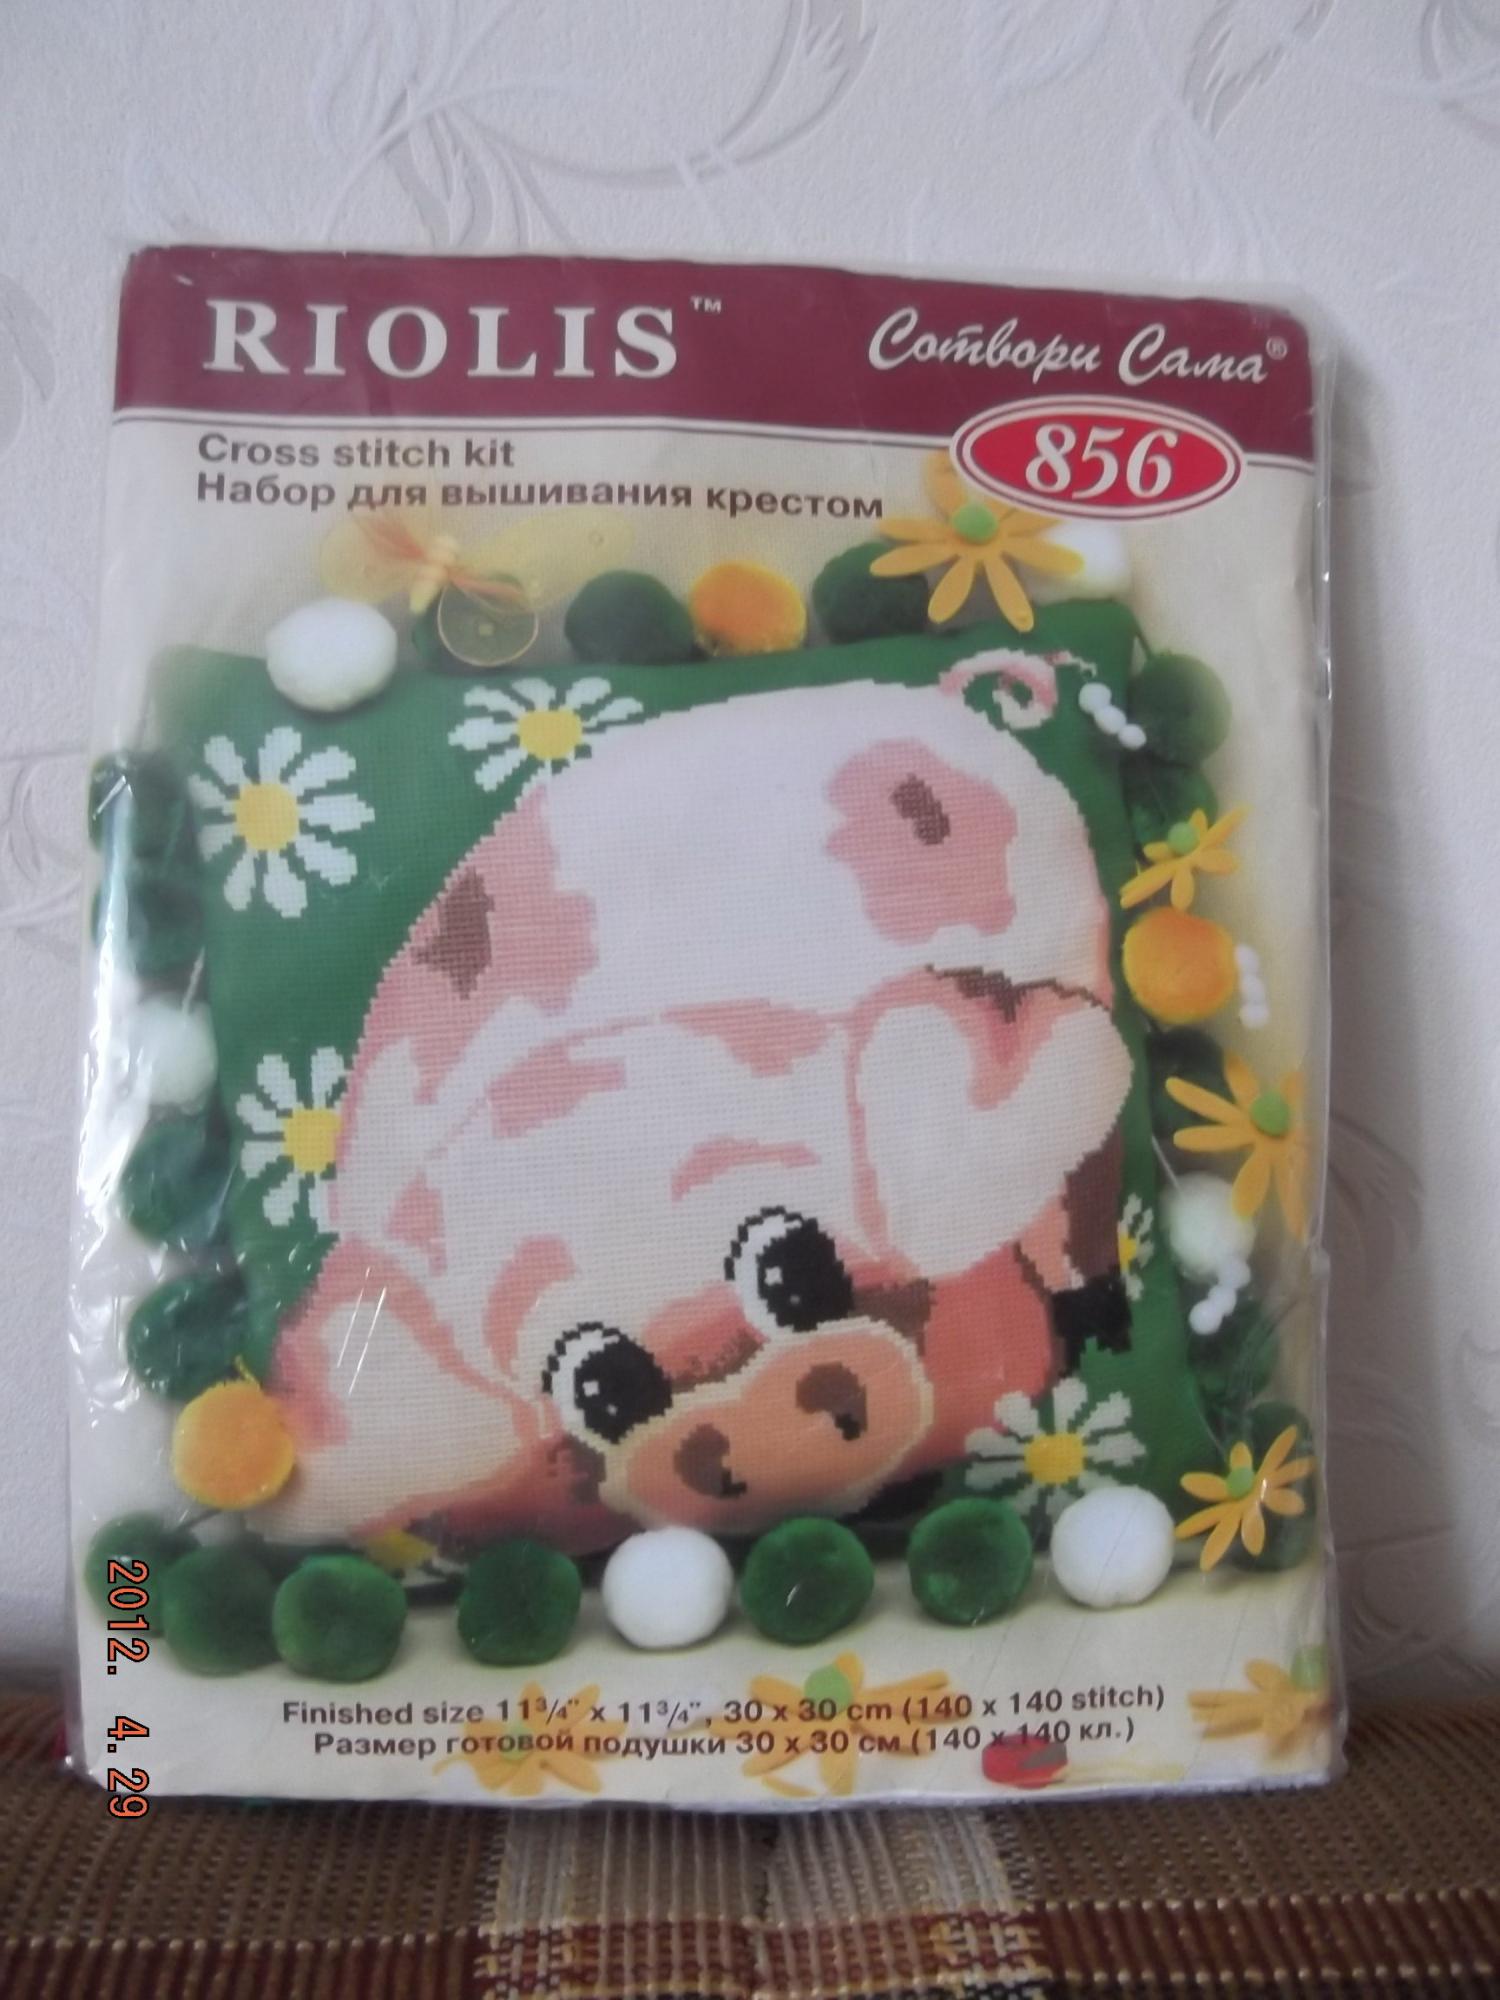 RIOLIS™
Сотвори Сама®
856
Cross stitch kit
Набор для вышивания крестом
Finished size 11³/₄" x 11³/₄", 30 x 30 cm (140 x 140 stitch)
Размер готовой подушки 30 x 30 см (140 x 140 кл.)
2012. 4. 29